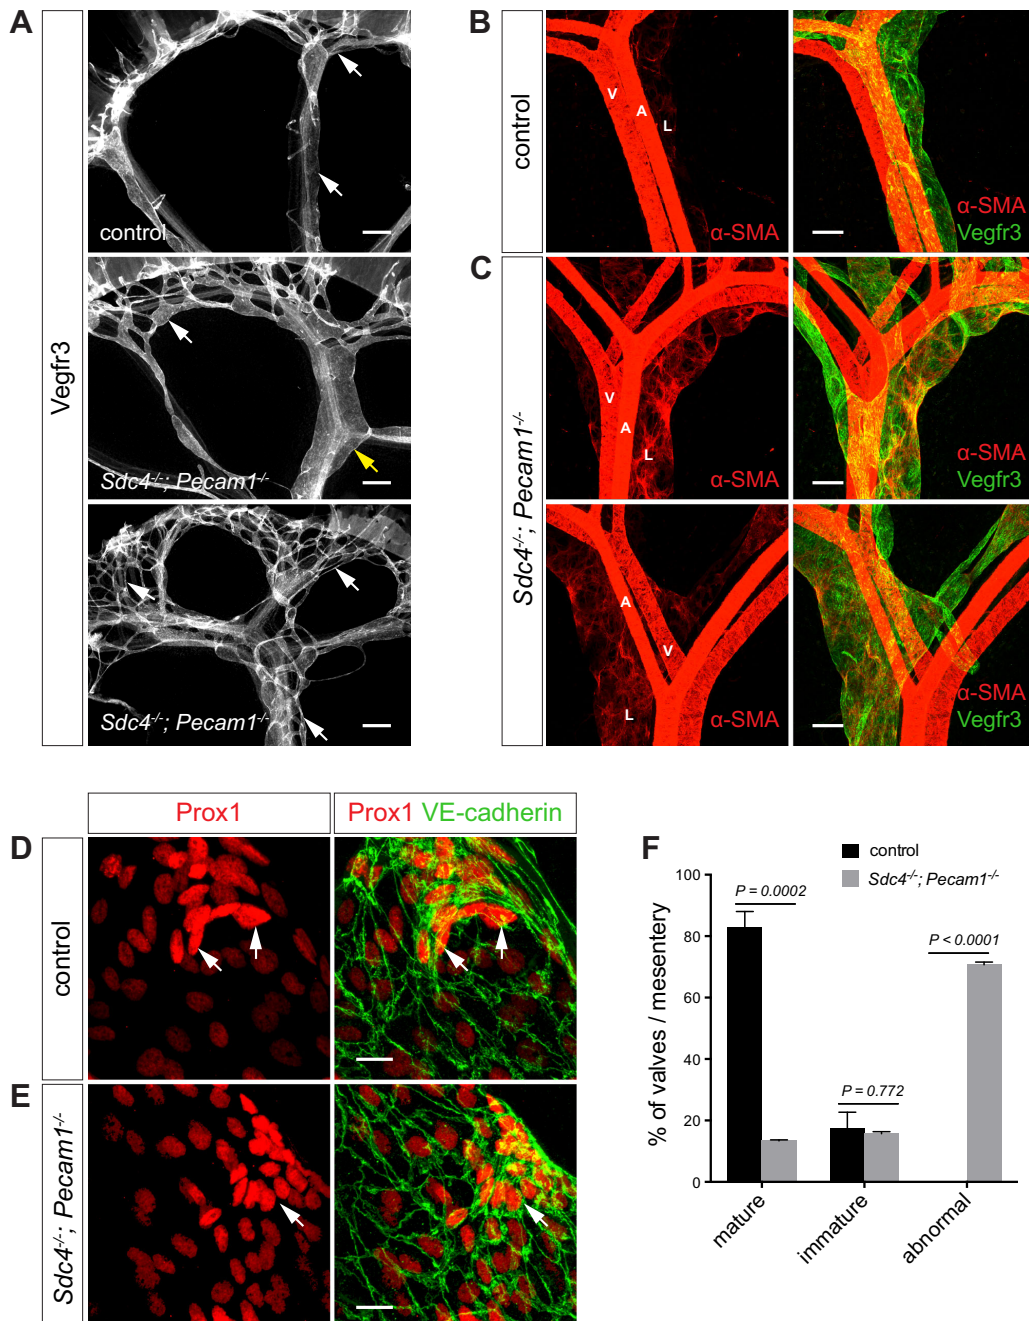 A
B
Vegfr3
control
Sdc4-/-; Pecam1-/-
Sdc4-/-; Pecam1-/-
control
V
A
L
α-SMA
α-SMA
Vegfr3
C
Sdc4-/-; Pecam1-/-
V
A
L
α-SMA
α-SMA
Vegfr3
A
V
L
α-SMA
α-SMA
Vegfr3
Prox1
Prox1 VE-cadherin
D
control
E
Sdc4-/-; Pecam1-/-
F
control
Sdc4-/-; Pecam1-/-
% of valves / mesentery
100
80
60
40
20
0
P = 0.0002
P = 0.772
P < 0.0001
mature
immature
abnormal